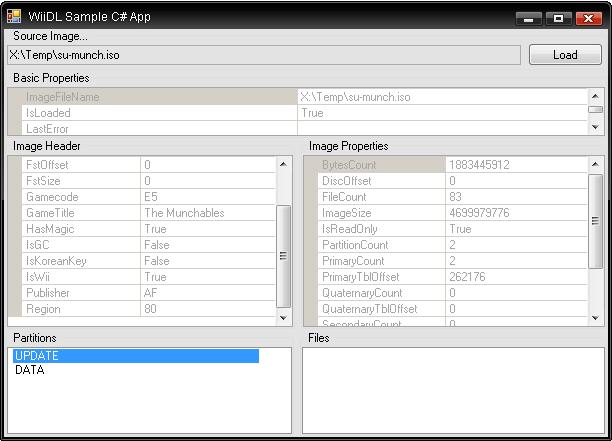 WiiDL Sample C# App
Source Image...
X:\Temp\su-munch.iso
Load
Basic Properties
ImageFileName X:\Temp\su-munch.iso
IsLoaded True
LastError
Image Header
FstOffset 0
FstSize 0
Gamecode E5
GameTitle The Munchables
HasMagic True
IsGC False
IsKoreanKey False
IsWii True
Publisher AF
Region 80
Image Properties
BytesCount 1883445912
DiscOffset 0
FileCount 83
ImageSize 4699979776
IsReadOnly True
PartitionCount 2
PrimaryCount 2
PrimaryTblOffset 262176
QuaternaryCount 0
QuaternaryTblOffset 0
SecondaryCount 0
Partitions
UPDATE
DATA
Files